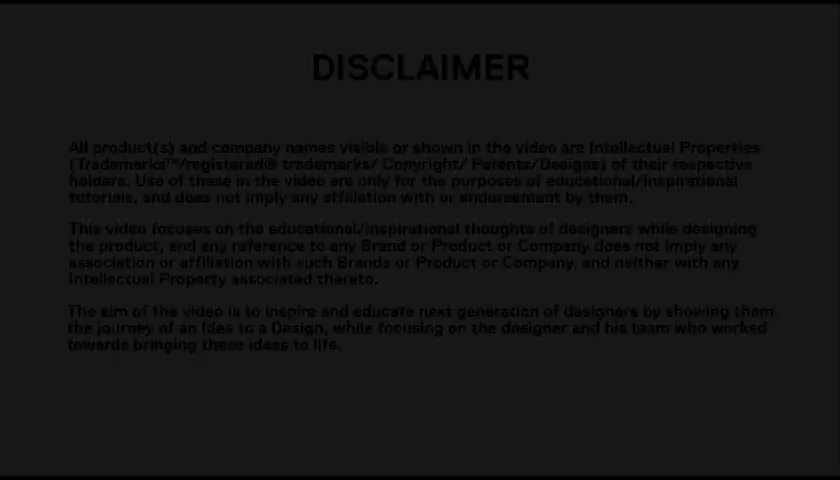 DISCLAIMER
All product(s) and company names visible or shown in the video are Intellectual Properties
(Trademarks™/registered® trademarks/ Copyright/ Patents/Designs) of their respective
holders. Use of these in the video are only for the purposes of educational/inspirational
tutorials, and does not imply any affiliation with or endorsement by them.
This video focuses on the educational/inspirational thoughts of designers while designing
the product, and any reference to any Brand or Product or Company does not imply any
association or affiliation with such Brands or Product or Company, and neither with any
Intellectual Property associated thereto.
The aim of the video is to inspire and educate next generation of designers by showing them
the journey of an Idea to a Design, while focusing on the designer and his team who worked
towards bringing these ideas to life.